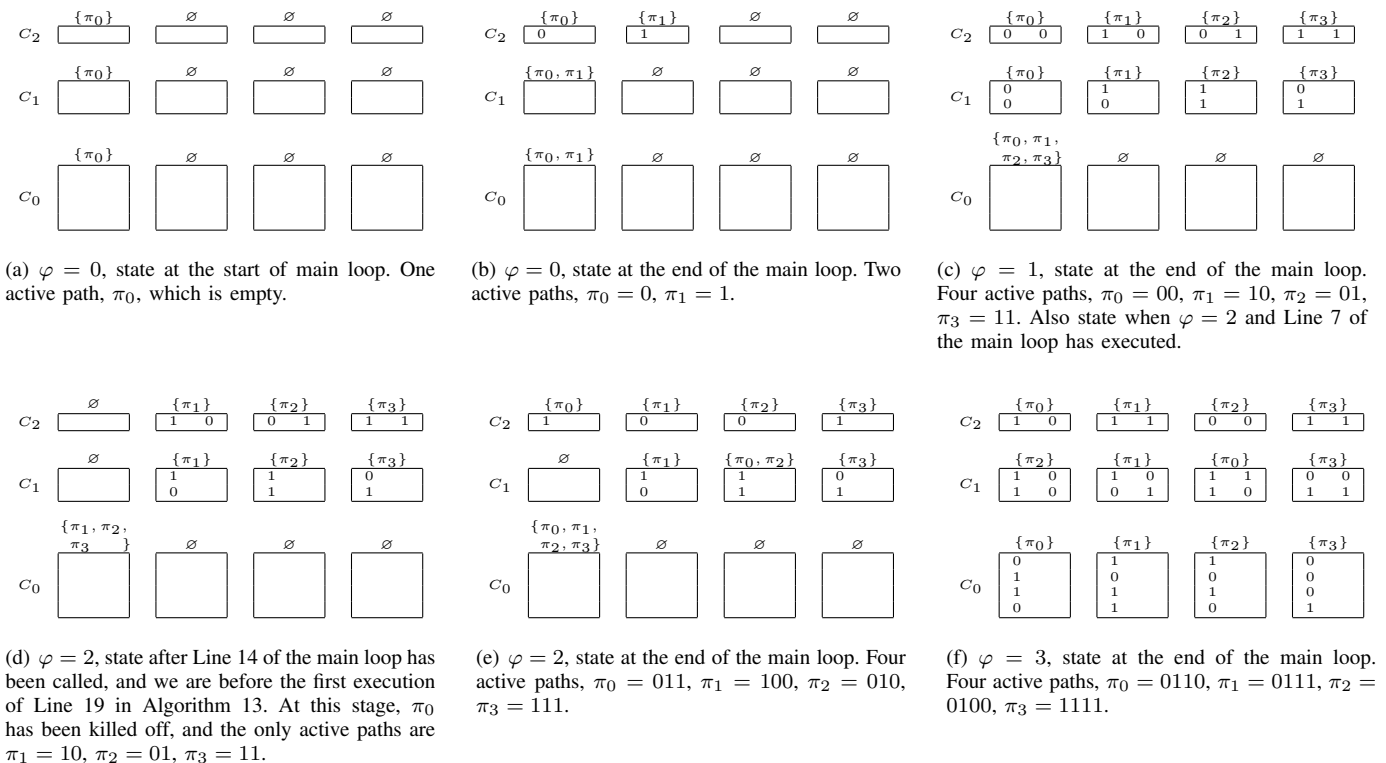 {π₀} ∅ ∅ ∅
C₂
{π₀} ∅ ∅ ∅
C₁
{π₀} ∅ ∅ ∅
C₀
(a) φ = 0, state at the start of main loop. One
active path, π₀, which is empty.
{π₀} {π₁} ∅ ∅
C₂ 0 1
{π₀, π₁} ∅ ∅ ∅
C₁
{π₀, π₁} ∅ ∅ ∅
C₀
(b) φ = 0, state at the end of the main loop. Two
active paths, π₀ = 0, π₁ = 1.
{π₀} {π₁} {π₂} {π₃}
C₂ 0 0 1 0 0 1 1 1
{π₀} {π₁} {π₂} {π₃}
0 1 1 0
C₁
0 0 1 1
{π₀, π₁,
π₂, π₃} ∅ ∅ ∅
C₀
(c) φ = 1, state at the end of the main loop.
Four active paths, π₀ = 00, π₁ = 10, π₂ = 01,
π₃ = 11. Also state when φ = 2 and Line 7 of
the main loop has executed.
∅ {π₁} {π₂} {π₃}
C₂ 1 0 0 1 1 1
∅ {π₁} {π₂} {π₃}
1 1 0
C₁
0 1 1
{π₁, π₂,
π₃ } ∅ ∅ ∅
C₀
(d) φ = 2, state after Line 14 of the main loop has
been called, and we are before the first execution
of Line 19 in Algorithm 13. At this stage, π₀
has been killed off, and the only active paths are
π₁ = 10, π₂ = 01, π₃ = 11.
{π₀} {π₁} {π₂} {π₃}
C₂ 1 0 0 1
∅ {π₁} {π₀, π₂} {π₃}
1 1 0
C₁
0 1 1
{π₀, π₁,
π₂, π₃} ∅ ∅ ∅
C₀
(e) φ = 2, state at the end of the main loop. Four
active paths, π₀ = 011, π₁ = 100, π₂ = 010,
π₃ = 111.
{π₀} {π₁} {π₂} {π₃}
C₂ 1 0 1 1 0 0 1 1
{π₂} {π₁} {π₀} {π₃}
1 0 1 0 1 1 0 0
C₁
1 0 0 1 1 0 1 1
{π₀} {π₁} {π₂} {π₃}
0 1 1 0
1 0 0 0
C₀
1 1 1 0
0 1 0 1
(f) φ = 3, state at the end of the main loop.
Four active paths, π₀ = 0110, π₁ = 0111, π₂ =
0100, π₃ = 1111.